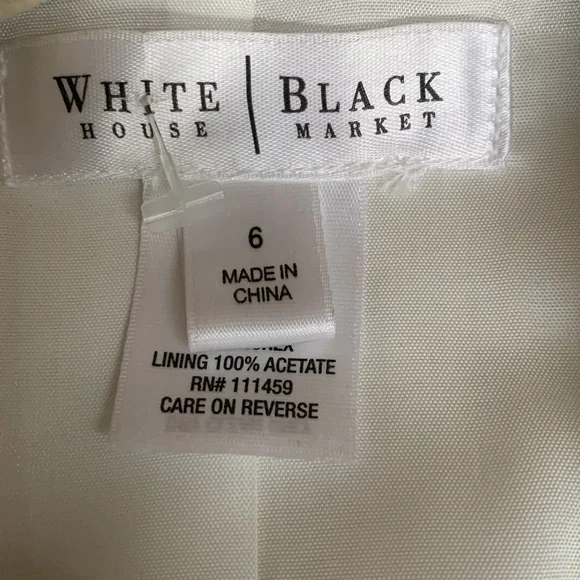 WHITE | BLACK
HOUSE MARKET
6
MADE IN
CHINA
LINING 100% ACETATE
RN# 111459
CARE ON REVERSE